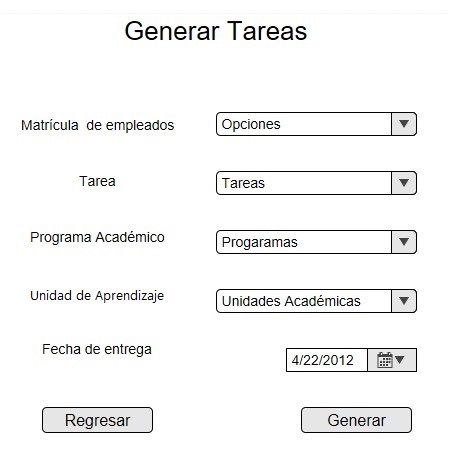 Generar Tareas
Matrícula de empleados Opciones
Tarea Tareas
Programa Académico Progaramas
Unidad de Aprendizaje Unidades Académicas
Fecha de entrega 4/22/2012
Regresar Generar